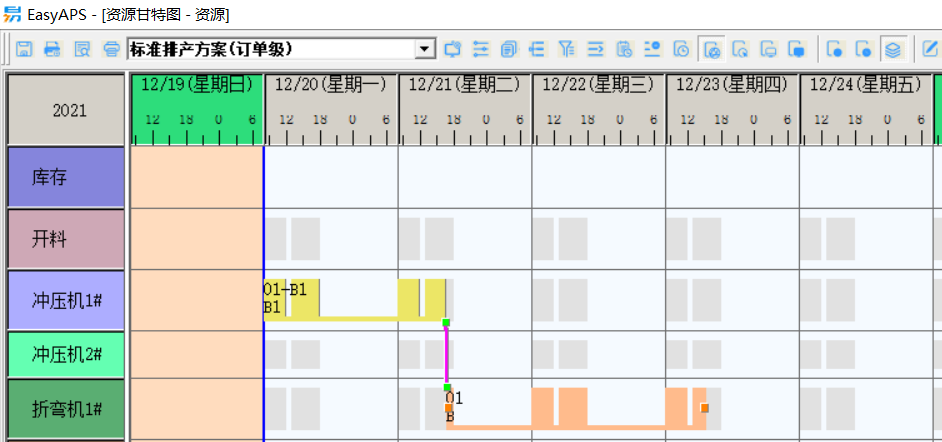 EasyAPS - [资源甘特图 - 资源]
标准排产方案(订单级)
2021
12/19(星期日) 12/20(星期一) 12/21(星期二) 12/22(星期三) 12/23(星期四) 12/24(星期五)
12 18 0 6 12 18 0 6 12 18 0 6 12 18 0 6 12 18 0 6 12 18 0 6
库存
开料
冲压机1#
01-B1
B1
冲压机2#
折弯机1#
01
B